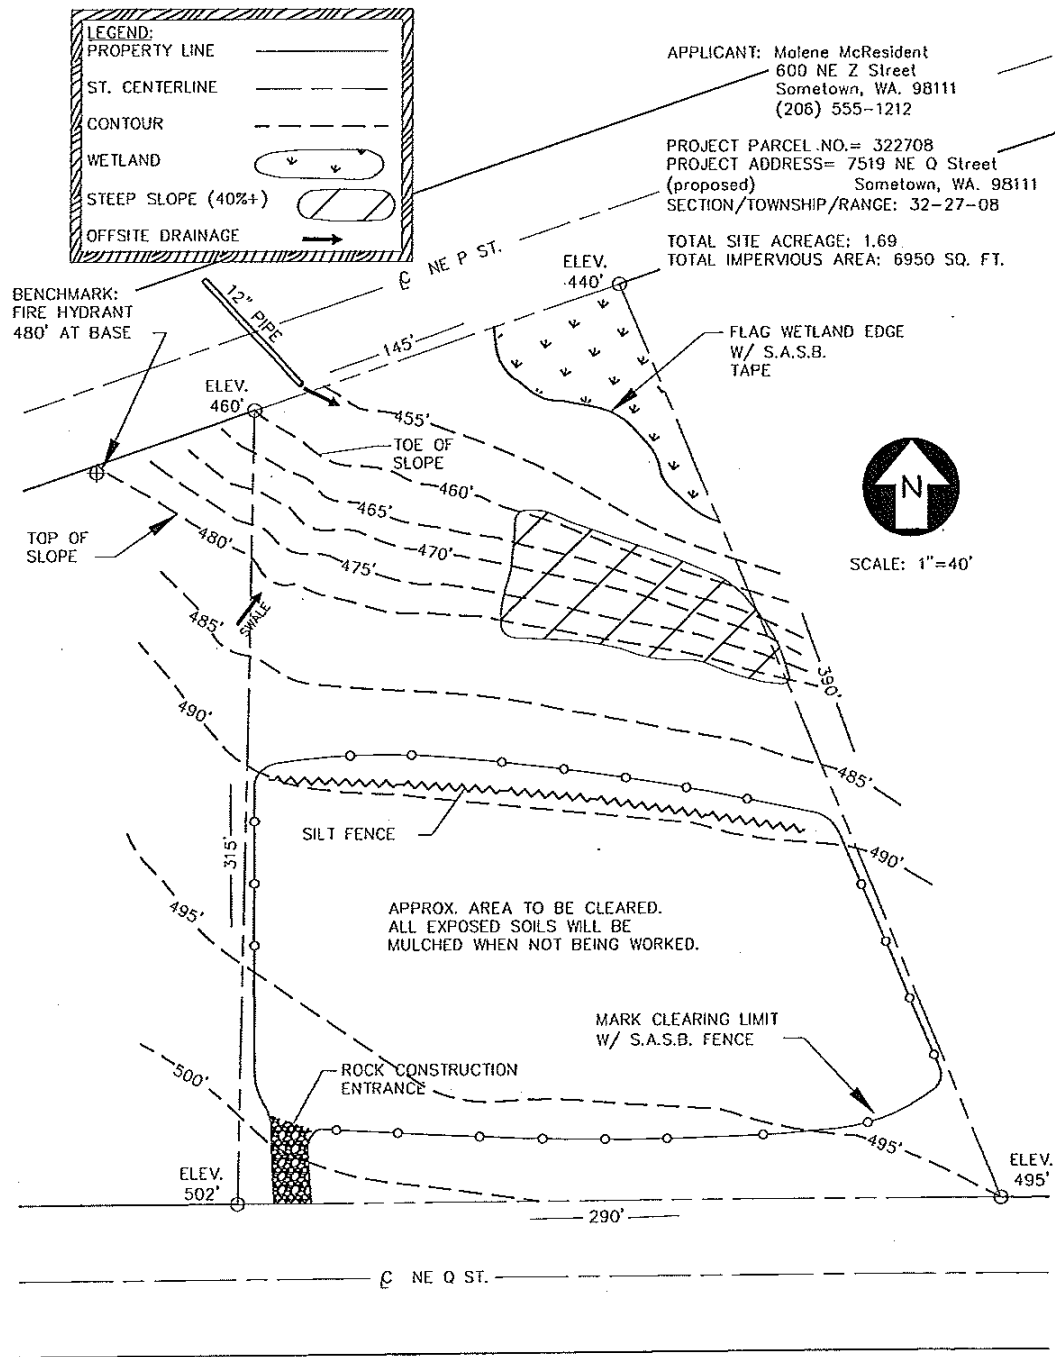 LEGEND:
PROPERTY LINE
ST. CENTERLINE
CONTOUR
WETLAND
STEEP SLOPE (40%+)
OFFSITE DRAINAGE
APPLICANT: Malene McResident
600 NE Z Street
Sometown, WA. 98111
(206) 555-1212
PROJECT PARCEL NO.= 322708
PROJECT ADDRESS= 7519 NE Q Street
(proposed) Sometown, WA. 98111
SECTION/TOWNSHIP/RANGE: 32-27-08
TOTAL SITE ACREAGE: 1.69
TOTAL IMPERVIOUS AREA: 6950 SQ. FT.
℄ NE P ST.
ELEV.
440'
BENCHMARK:
FIRE HYDRANT
480' AT BASE
12" PIPE
145'
FLAG WETLAND EDGE
W/ S.A.S.B.
TAPE
ELEV.
460'
455'
TOE OF
SLOPE
460'
465'
470'
475'
480'
TOP OF
SLOPE
N
SCALE: 1"=40'
SWALE
485'
390'
490'
485'
SILT FENCE
315'
490'
495'
APPROX. AREA TO BE CLEARED.
ALL EXPOSED SOILS WILL BE
MULCHED WHEN NOT BEING WORKED.
MARK CLEARING LIMIT
W/ S.A.S.B. FENCE
500'
ROCK CONSTRUCTION
ENTRANCE
495'
ELEV.
502'
ELEV.
495'
290'
℄ NE Q ST.